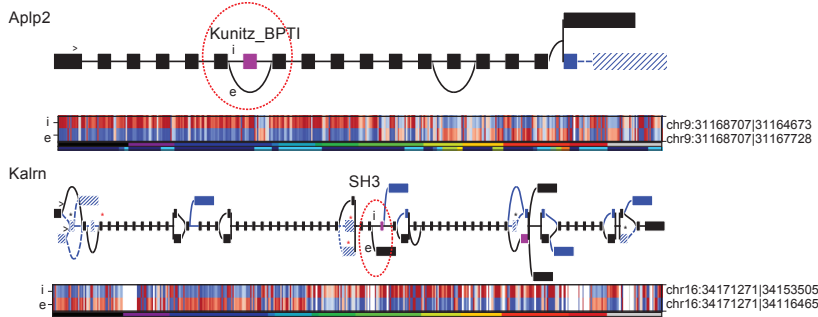 Aplp2
Kunitz_BPTI
>
i
e
i
e
chr9:31168707|31164673
chr9:31168707|31167728
Kalrn
SH3
>
>
i
e
i
e
chr16:34171271|34153505
chr16:34171271|34116465